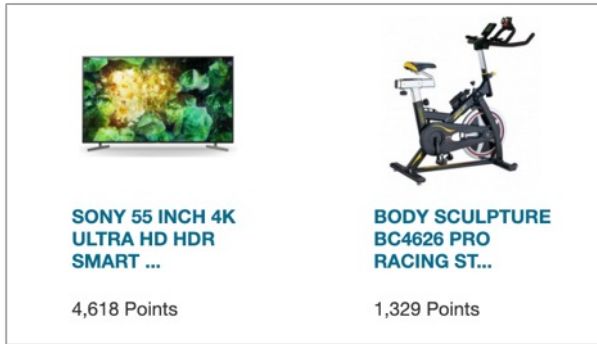 SONY 55 INCH 4K
ULTRA HD HDR
SMART ...
4,618 Points
BODY SCULPTURE
BC4626 PRO
RACING ST...
1,329 Points